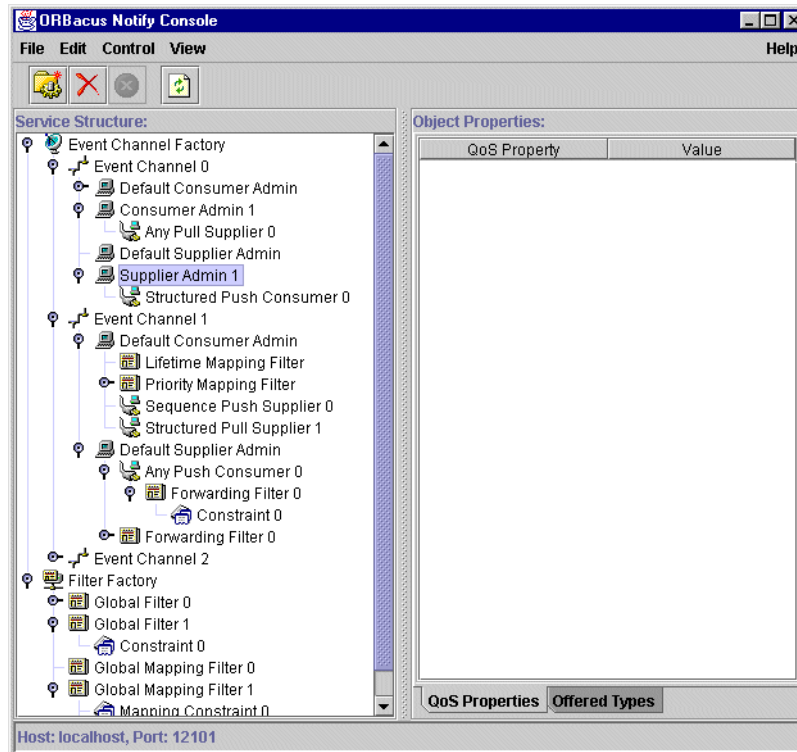 ORBacus Notify Console
File Edit Control View Help
Service Structure:
Event Channel Factory
Event Channel 0
Default Consumer Admin
Consumer Admin 1
Any Pull Supplier 0
Default Supplier Admin
Supplier Admin 1
Structured Push Consumer 0
Event Channel 1
Default Consumer Admin
Lifetime Mapping Filter
Priority Mapping Filter
Sequence Push Supplier 0
Structured Pull Supplier 1
Default Supplier Admin
Any Push Consumer 0
Forwarding Filter 0
Constraint 0
Forwarding Filter 0
Event Channel 2
Filter Factory
Global Filter 0
Global Filter 1
Constraint 0
Global Mapping Filter 0
Global Mapping Filter 1
Mapping Constraint 0
Object Properties:
QoS Property Value
QoS Properties Offered Types
Host: localhost, Port: 12101